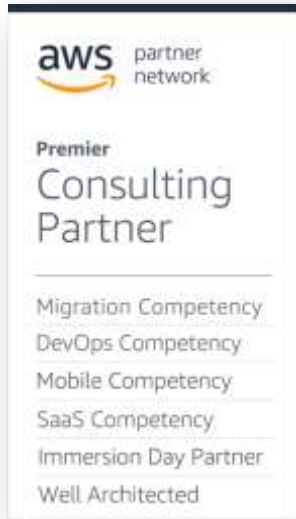 aws
partner
network
Premier
Consulting
Partner
Migration Competency
DevOps Competency
Mobile Competency
SaaS Competency
Immersion Day Partner
Well Architected